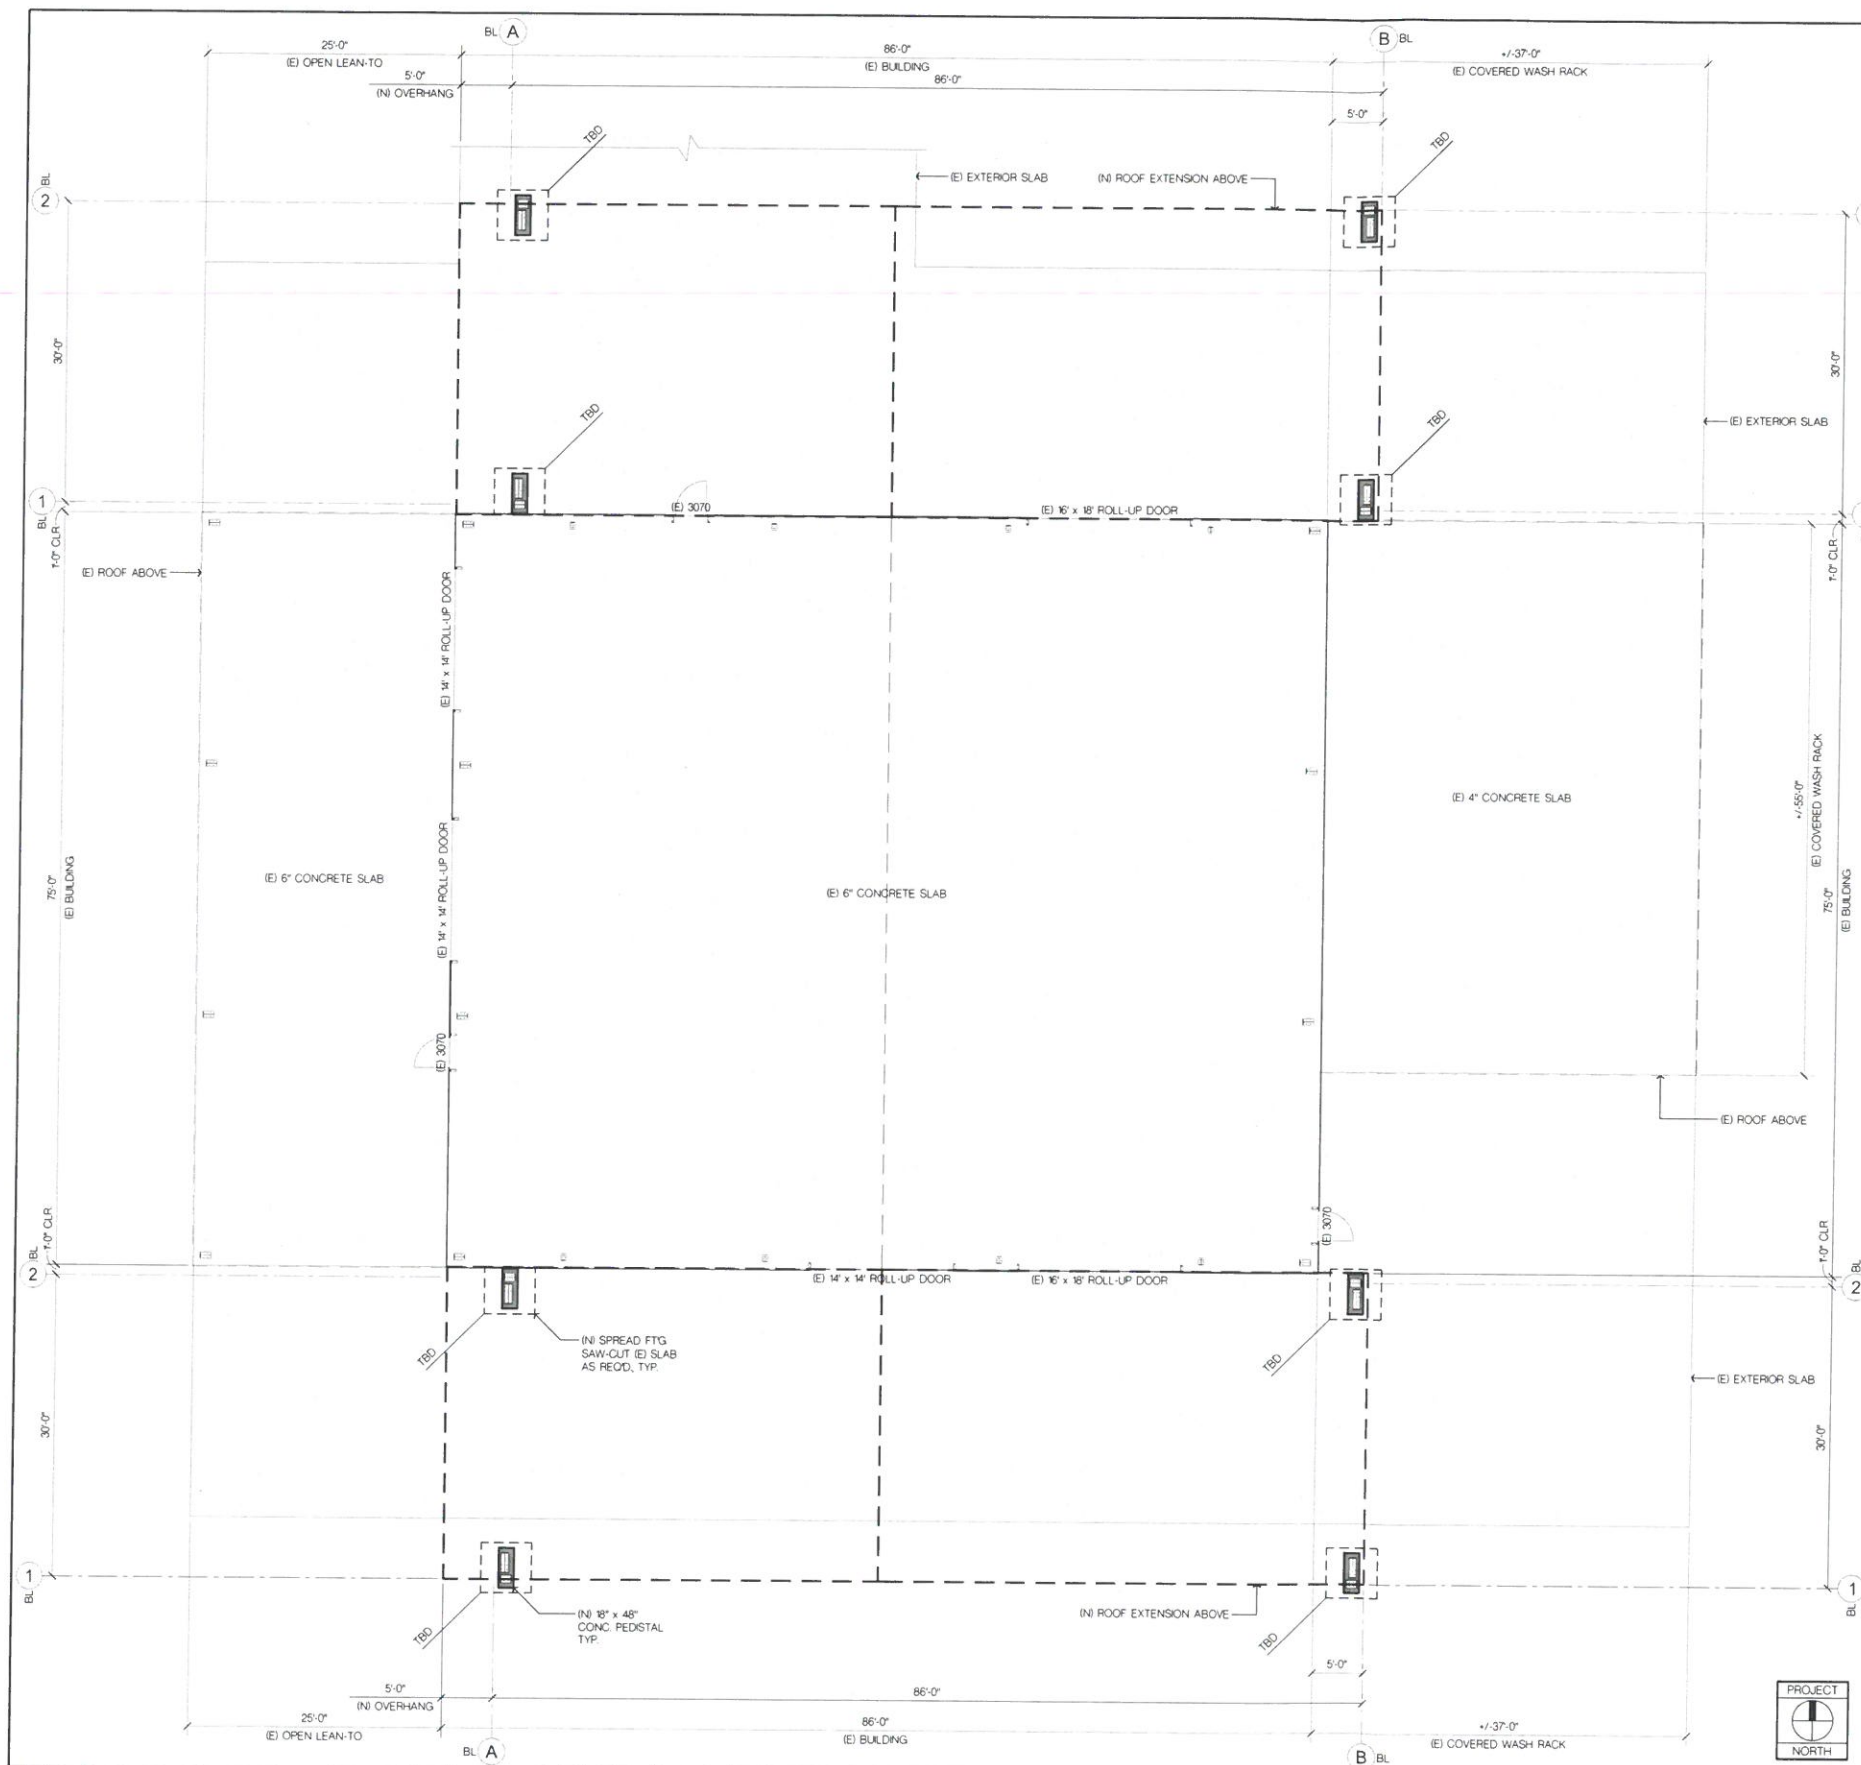 BL A
B BL
25'-0"
(E) OPEN LEAN-TO
86'-0"
(E) BUILDING
+/-37'-0"
(E) COVERED WASH RACK
5'-0"
(N) OVERHANG
86'-0"
5'-0"
TBD
TBD
BL
2
(E) EXTERIOR SLAB
(N) ROOF EXTENSION ABOVE
30'-0"
30'-0"
TBD
TBD
(E) EXTERIOR SLAB
1
BL
(E) 3070
(E) 16' x 18' ROLL-UP DOOR
1'-0" CLR.
1'-0" CLR.
(E) ROOF ABOVE
(E) 14' x 14' ROLL-UP DOOR
(E) 4" CONCRETE SLAB
+/-55'-0"
(E) COVERED WASH RACK
(E) 14' x 14' ROLL-UP DOOR
75'-0"
(E) BUILDING
(E) 6" CONCRETE SLAB
(E) 6" CONCRETE SLAB
75'-0"
(E) BUILDING
(E) 3070
(E) ROOF ABOVE
1'-0" CLR.
(E) 3070
1'-0" CLR.
BL
2
(E) 14' x 14' ROLL-UP DOOR
(E) 16' x 18' ROLL-UP DOOR
BL
2
TBD
(N) SPREAD FT'G
SAW-CUT (E) SLAB
AS REQ'D., TYP.
TBD
(E) EXTERIOR SLAB
30'-0"
30'-0"
1
BL
1
BL
TBD
(N) 18" x 48"
CONC. PEDISTAL
TYP.
(N) ROOF EXTENSION ABOVE
TBD
5'-0"
5'-0"
(N) OVERHANG
86'-0"
25'-0"
(E) OPEN LEAN-TO
86'-0"
(E) BUILDING
+/-37'-0"
(E) COVERED WASH RACK
BL A
B BL
PROJECT
NORTH